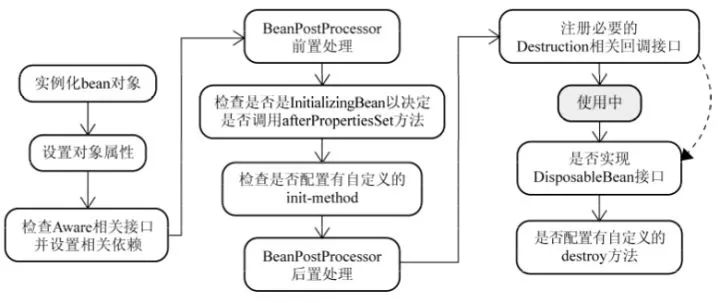 实例化bean对象
设置对象属性
检查Aware相关接口
并设置相关依赖
BeanPostProcessor
前置处理
检查是否是InitializingBean以决定
是否调用afterPropertiesSet方法
检查是否配置有自定义的
init-method
BeanPostProcessor
后置处理
注册必要的
Destruction相关回调接口
使用中
是否实现
DisposableBean接口
是否配置有自定义的
destroy方法